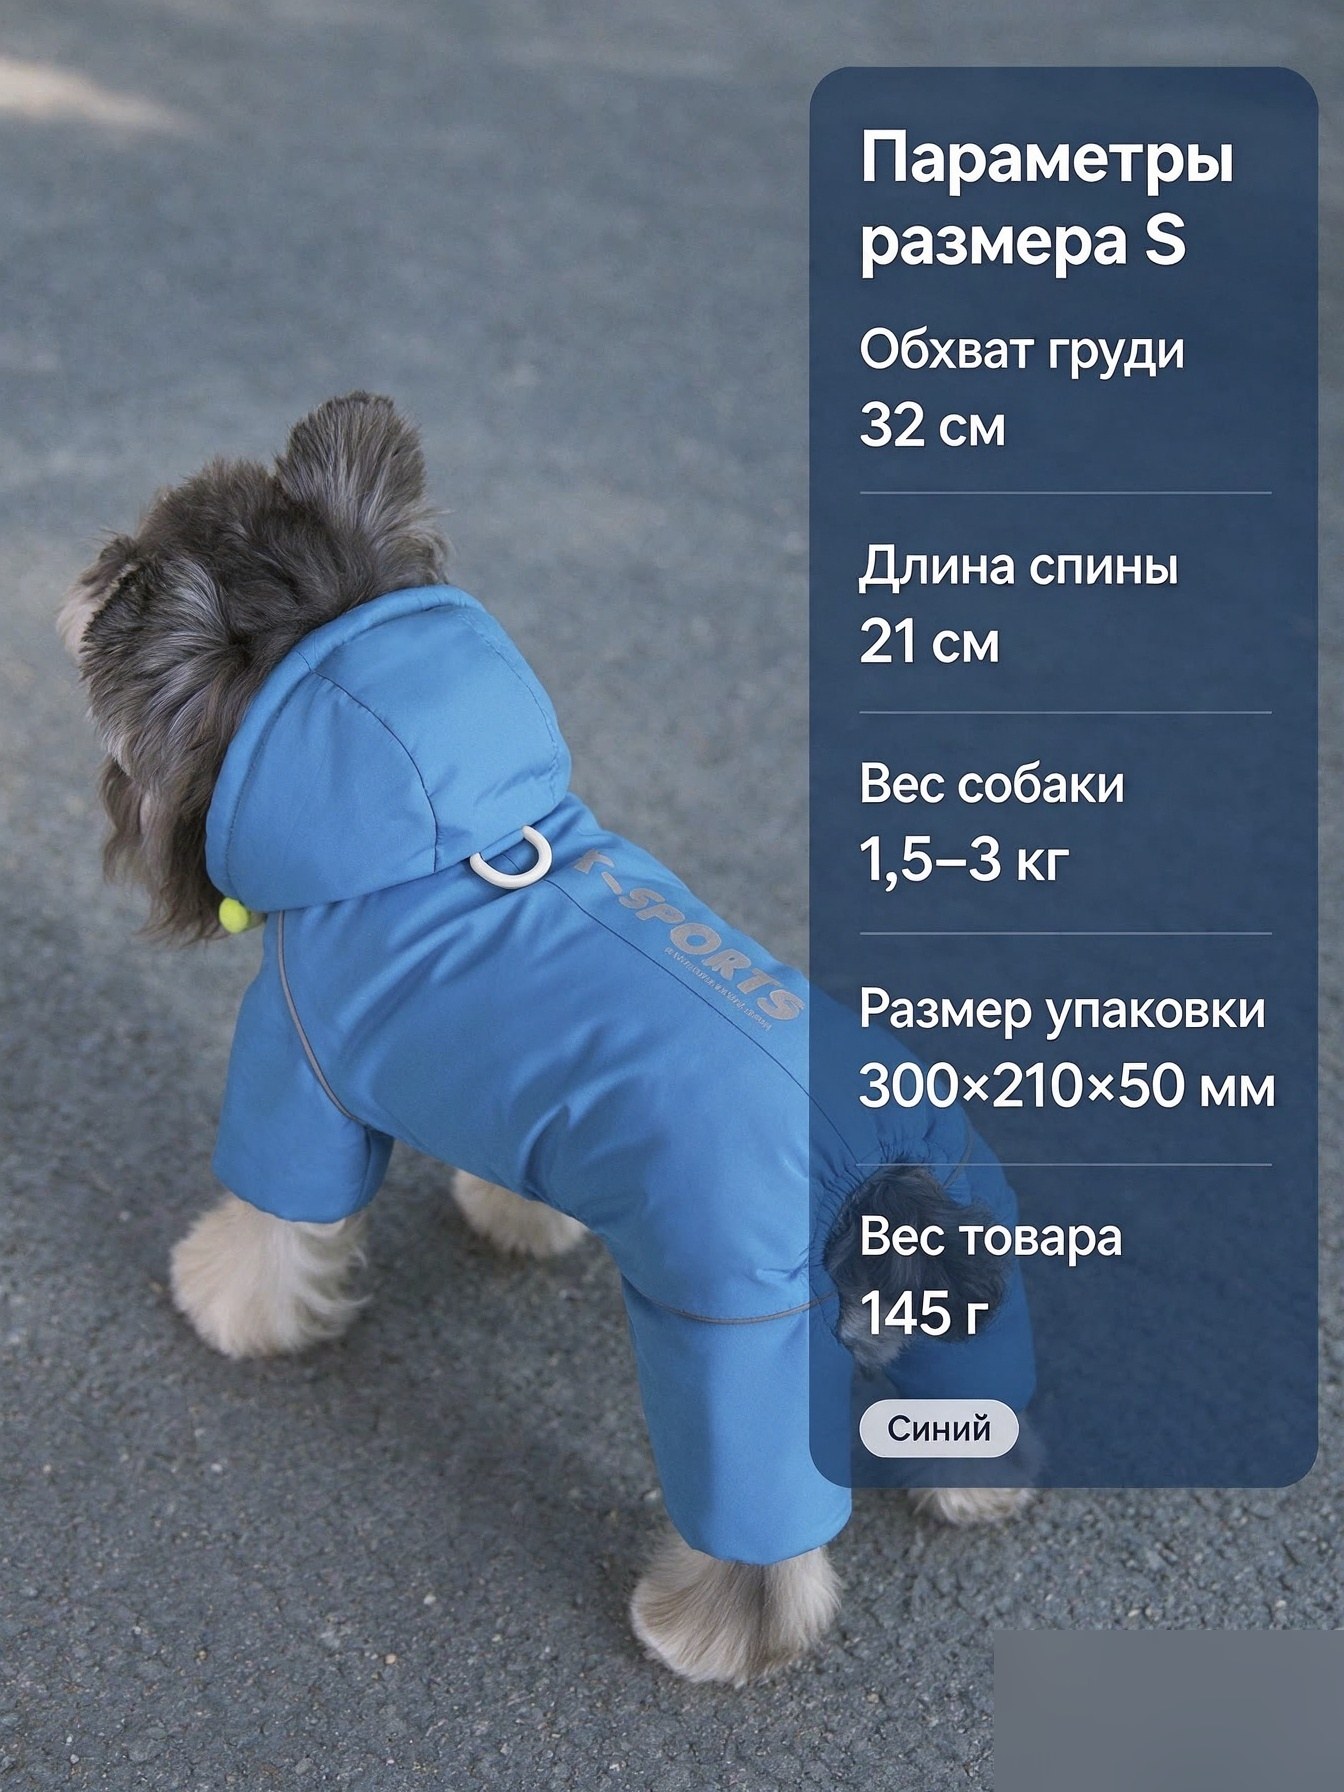 Параметры
размера S
Обхват груди
32 см
Длина спины
21 см
Вес собаки
1,5–3 кг
Размер упаковки
300×210×50 мм
Вес товара
145 г
Синий
K-SPORTS